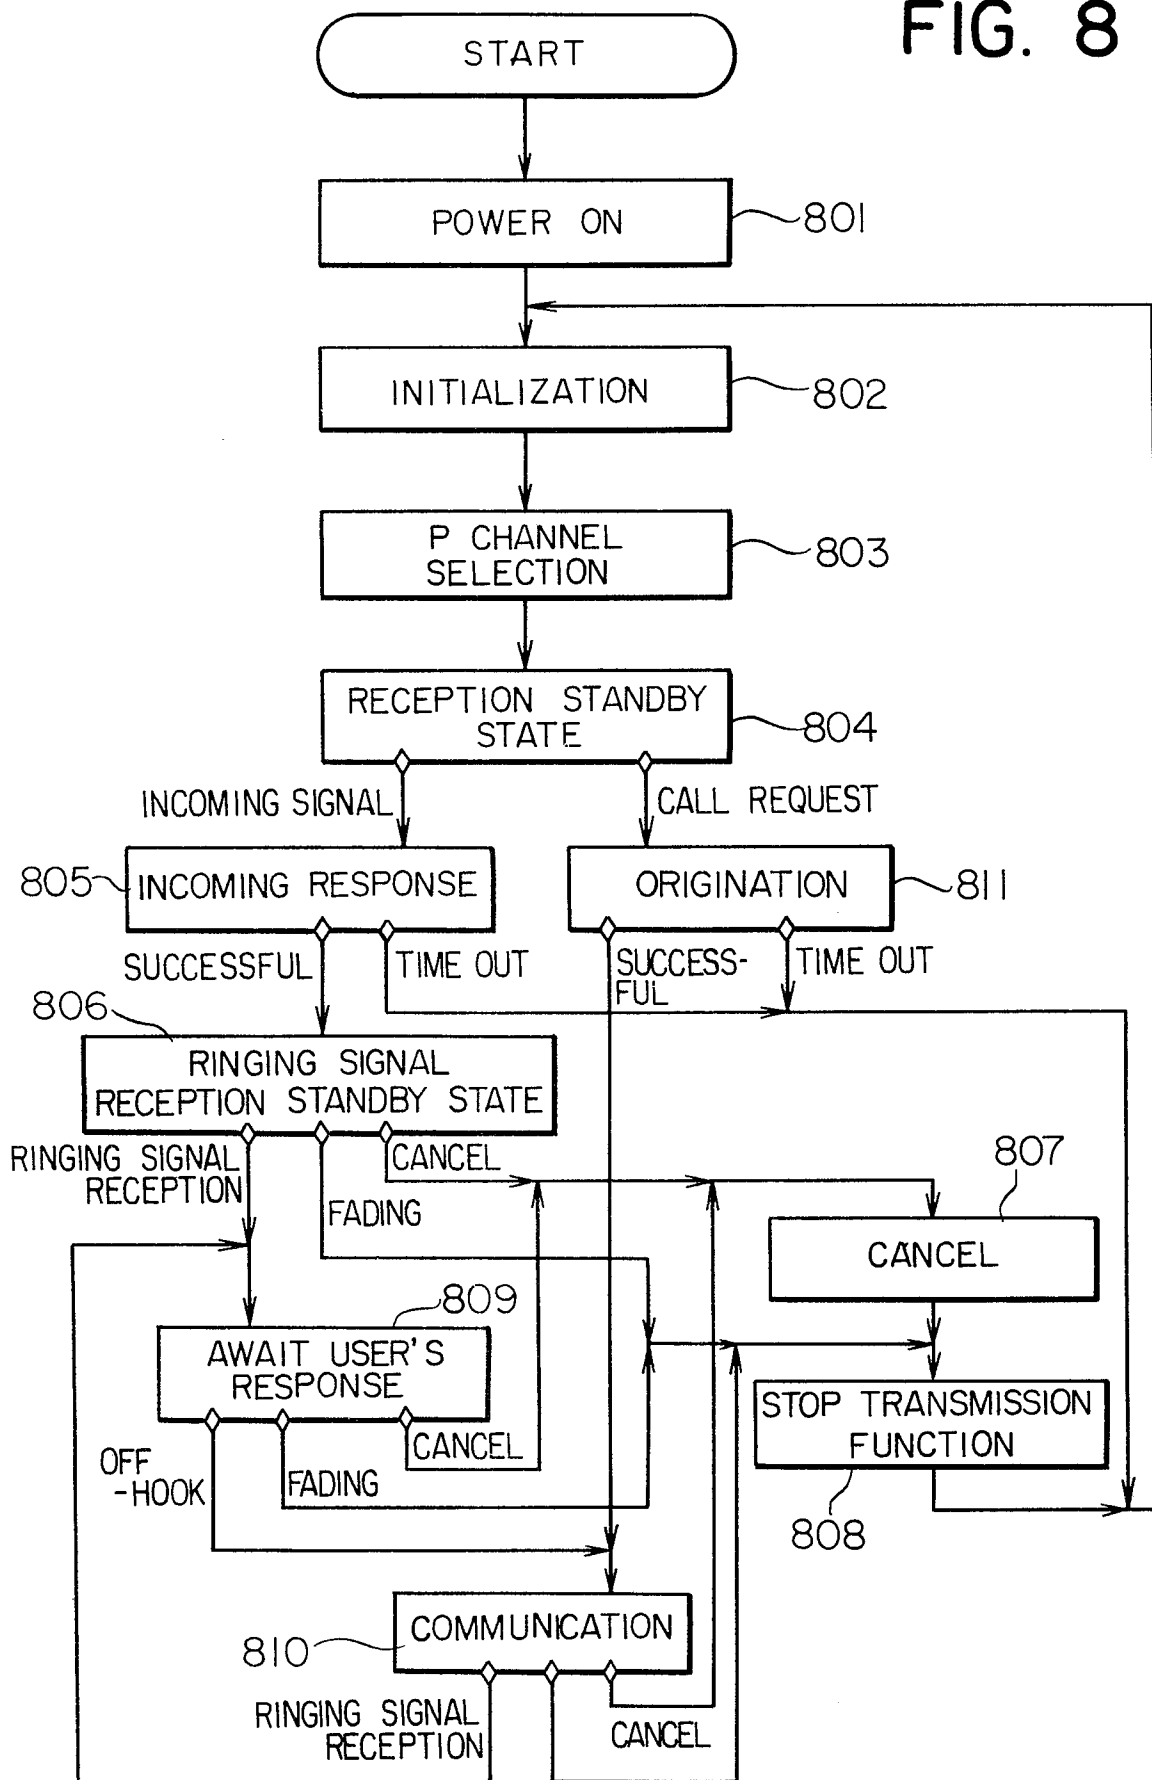 FIG. 8
START
POWER ON
801
INITIALIZATION
802
P CHANNEL
SELECTION
803
RECEPTION STANDBY
STATE
804
INCOMING SIGNAL
CALL REQUEST
805
INCOMING RESPONSE
ORIGINATION
811
SUCCESSFUL
TIME OUT
SUCCESS-
FUL
TIME OUT
806
RINGING SIGNAL
RECEPTION STANDBY STATE
RINGING SIGNAL
RECEPTION
FADING
CANCEL
807
CANCEL
809
AWAIT USER'S
RESPONSE
STOP TRANSMISSION
FUNCTION
808
OFF
-HOOK
FADING
CANCEL
COMMUNICATION
810
RINGING SIGNAL
RECEPTION
CANCEL